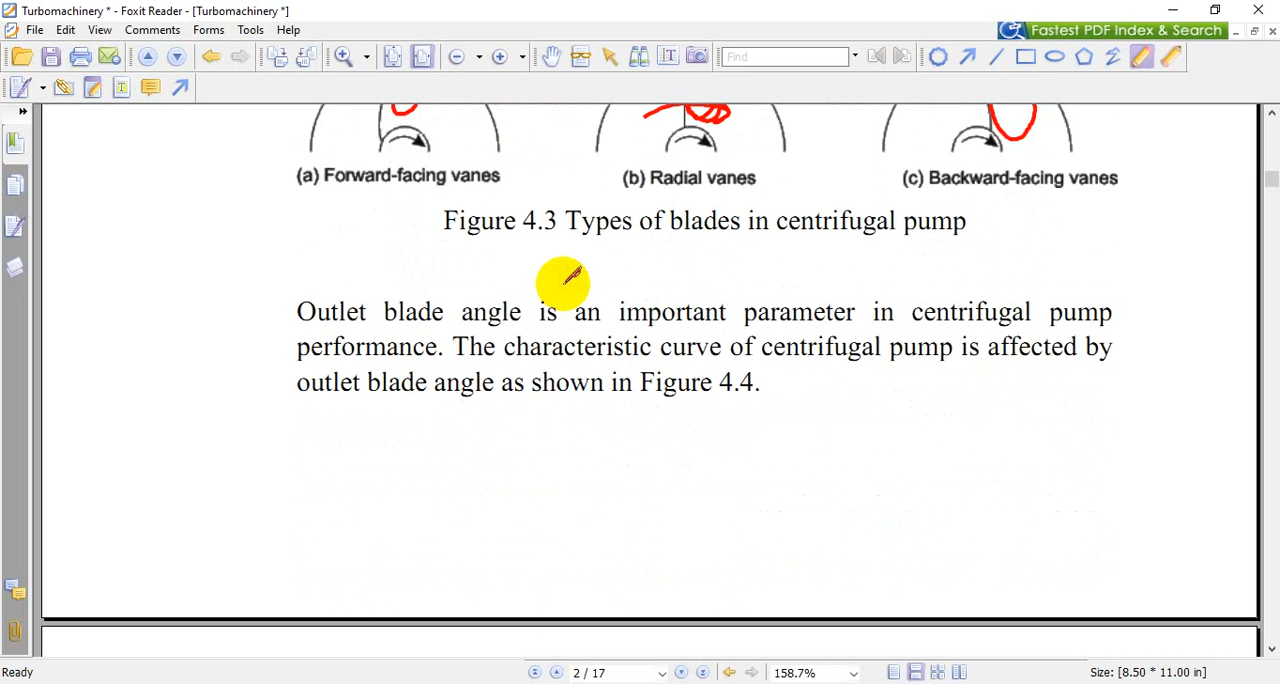 Turbomachinery * - Foxit Reader - [Turbomachinery *]
File Edit View Comments Forms Tools Help
Fastest PDF Index & Search
Find
(a) Forward-facing vanes (b) Radial vanes (c) Backward-facing vanes
Figure 4.3 Types of blades in centrifugal pump
Outlet blade angle is an important parameter in centrifugal pump
performance. The characteristic curve of centrifugal pump is affected by
outlet blade angle as shown in Figure 4.4.
Ready 2 / 17 158.7% Size: [8.50 * 11.00 in]